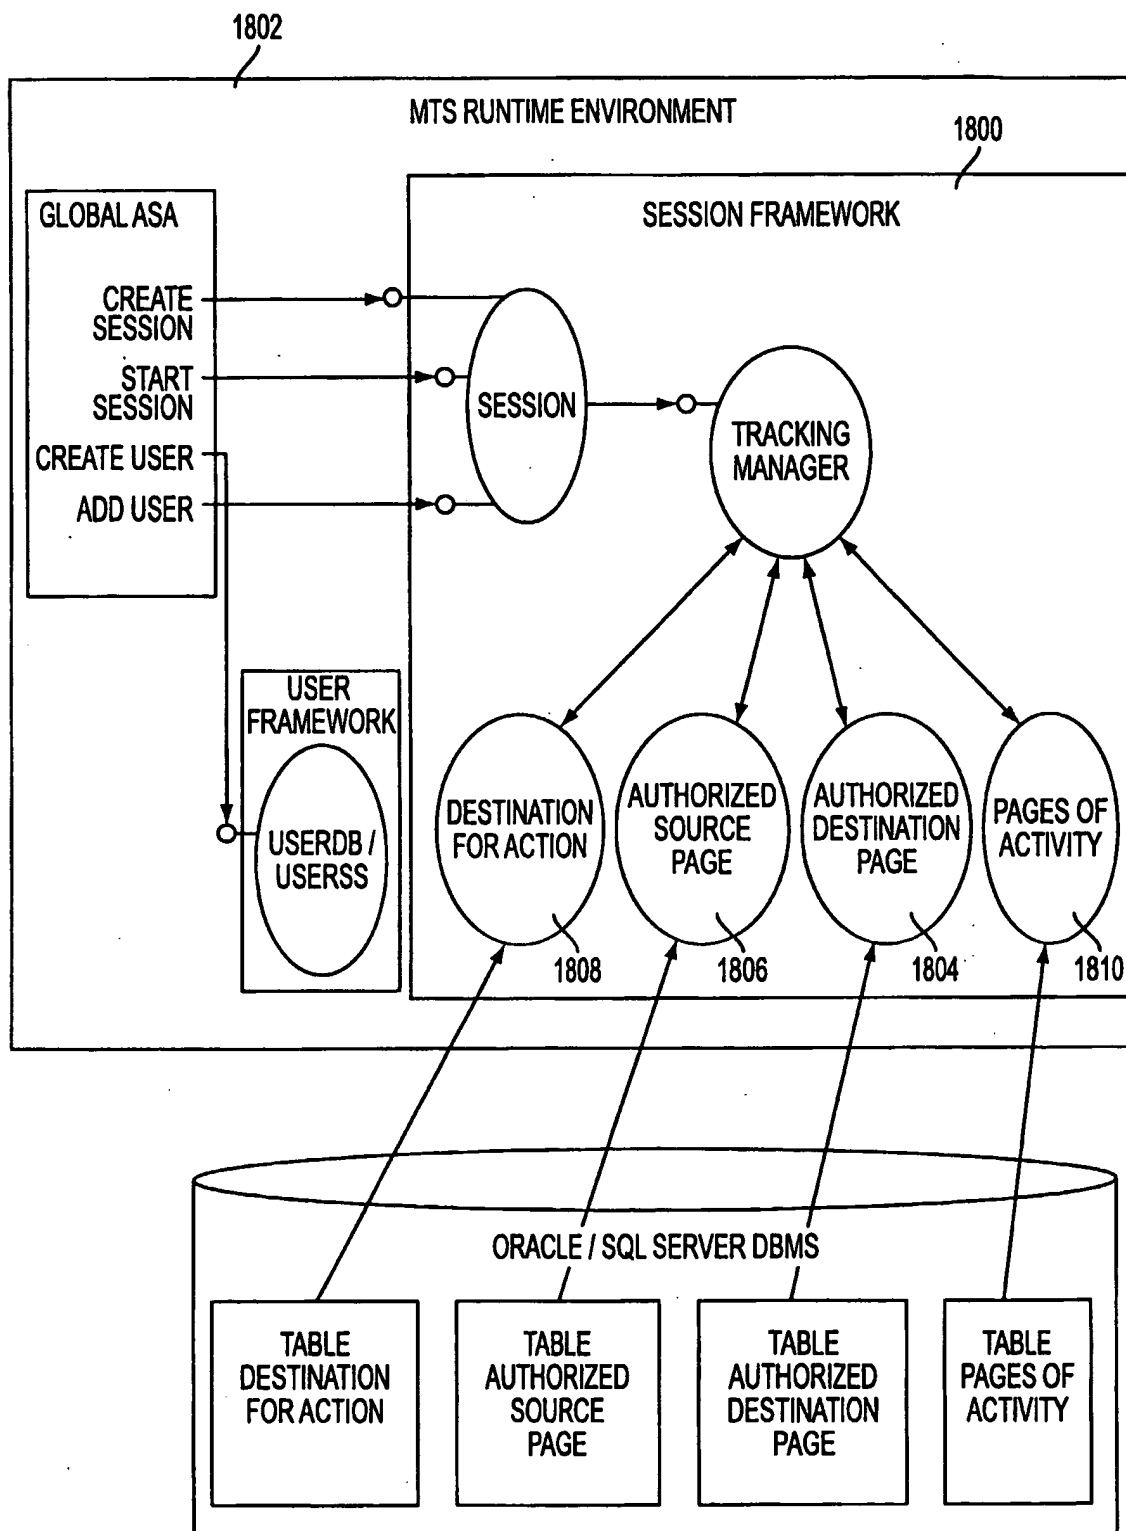 1802
MTS RUNTIME ENVIRONMENT
1800
GLOBAL ASA
SESSION FRAMEWORK
CREATE
SESSION
START
SESSION
CREATE USER
ADD USER
SESSION
TRACKING
MANAGER
USER
FRAMEWORK
USERDB /
USERSS
DESTINATION
FOR ACTION
AUTHORIZED
SOURCE
PAGE
AUTHORIZED
DESTINATION
PAGE
PAGES OF
ACTIVITY
1808
1806
1804
1810
ORACLE / SQL SERVER DBMS
TABLE
DESTINATION
FOR ACTION
TABLE
AUTHORIZED
SOURCE
PAGE
TABLE
AUTHORIZED
DESTINATION
PAGE
TABLE
PAGES OF
ACTIVITY